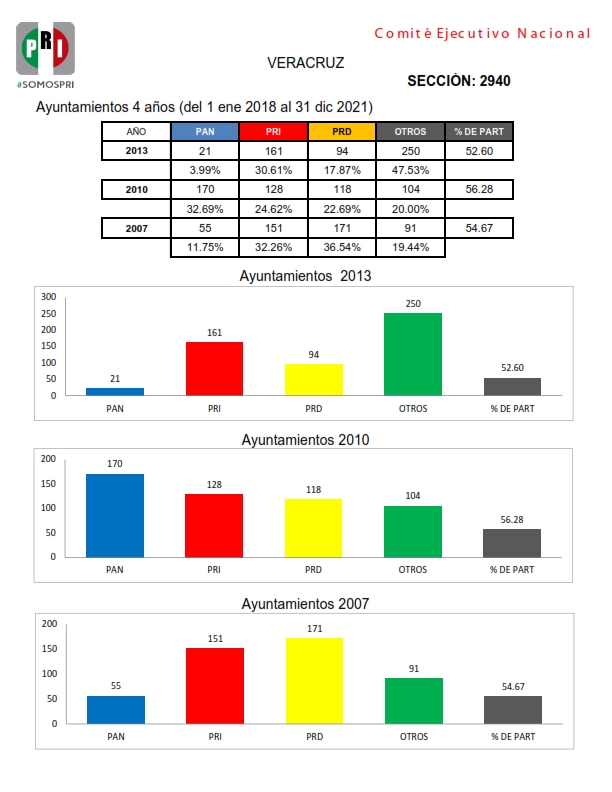 Comité Ejecutivo Nacional
PRI
#SOMOSPRI
VERACRUZ
SECCIÓN: 2940
Ayuntamientos 4 años (del 1 ene 2018 al 31 dic 2021)
AÑO PAN PRI PRD OTROS % DE PART
2013 21 161 94 250 52.60
3.99% 30.61% 17.87% 47.53%
2010 170 128 118 104 56.28
32.69% 24.62% 22.69% 20.00%
2007 55 151 171 91 54.67
11.75% 32.26% 36.54% 19.44%
Ayuntamientos 2013
300
250
200
150
100
50
0
21 161 94 250 52.60
PAN PRI PRD OTROS % DE PART
Ayuntamientos 2010
200
150
100
50
0
170 128 118 104 56.28
PAN PRI PRD OTROS % DE PART
Ayuntamientos 2007
200
150
100
50
0
55 151 171 91 54.67
PAN PRI PRD OTROS % DE PART